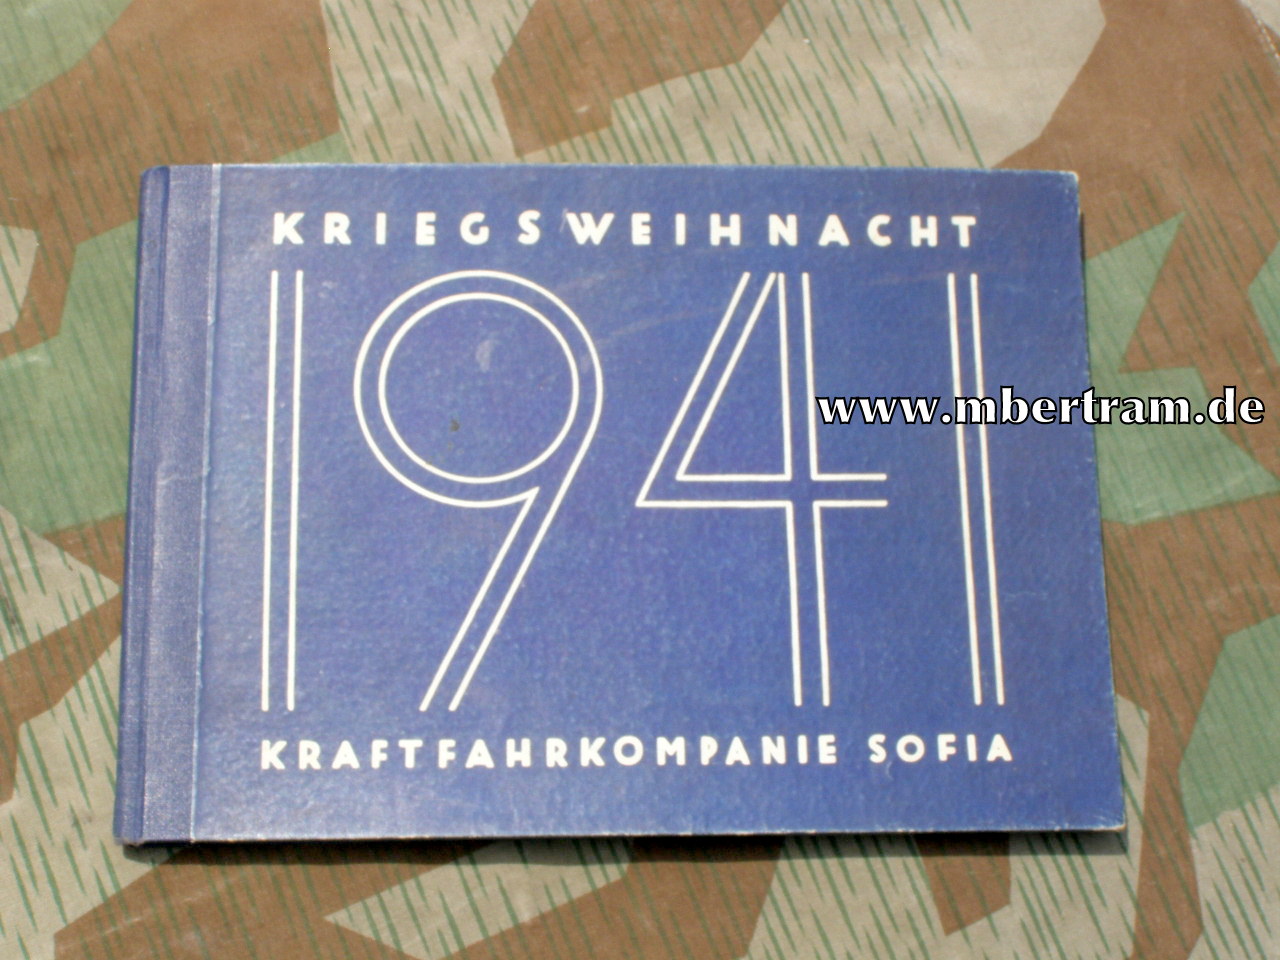 KRIEGSWEIHNACHT
1941
www.mbertram.de
KRAFTFAHRKOMPANIE SOFIA